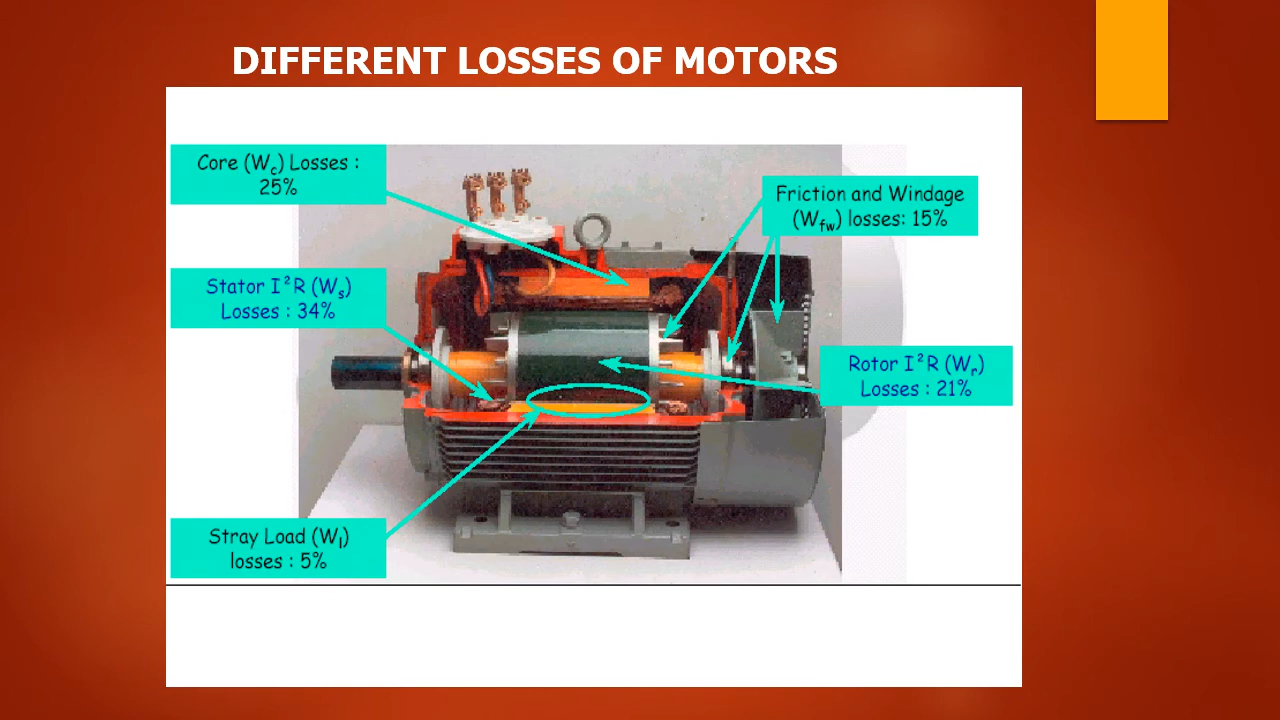 DIFFERENT LOSSES OF MOTORS
Core (Wc) Losses :
25%
Friction and Windage
(Wfw) losses: 15%
Stator I²R (Ws)
Losses : 34%
Rotor I²R (Wr)
Losses : 21%
Stray Load (Wl)
losses : 5%